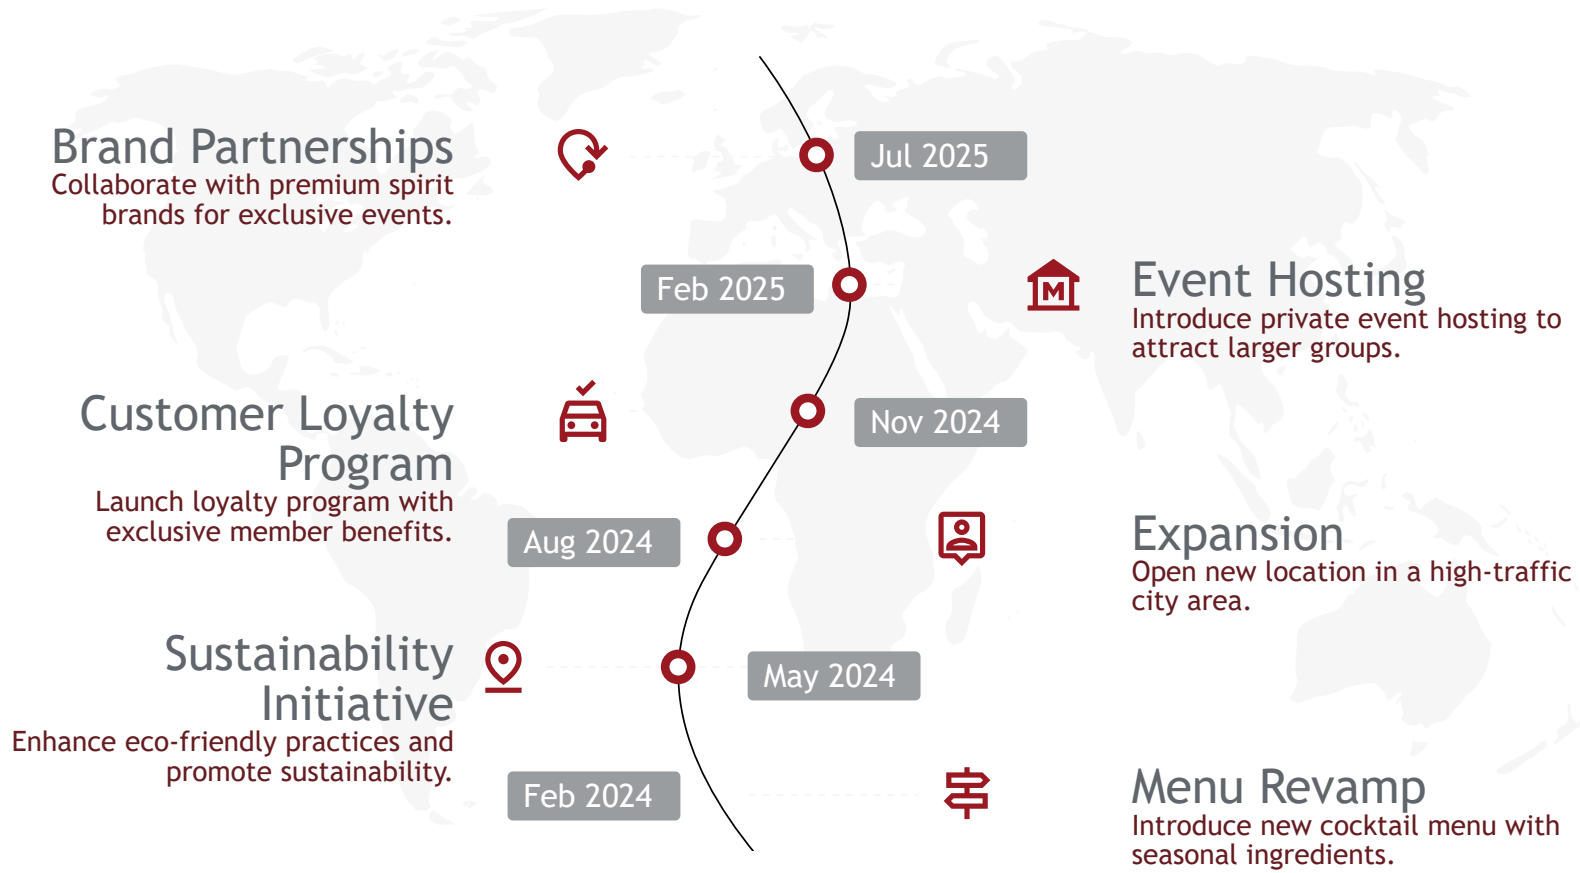 Brand Partnerships
Collaborate with premium spirit
brands for exclusive events.
Jul 2025
Feb 2025
M
Event Hosting
Introduce private event hosting to
attract larger groups.
Customer Loyalty
Program
Launch loyalty program with
exclusive member benefits.
Nov 2024
Aug 2024
Expansion
Open new location in a high-traffic
city area.
Sustainability
Initiative
Enhance eco-friendly practices and
promote sustainability.
May 2024
Feb 2024
Menu Revamp
Introduce new cocktail menu with
seasonal ingredients.